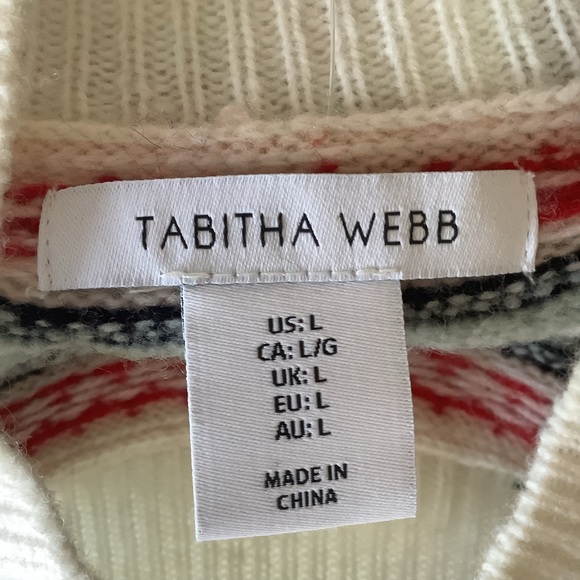 TABITHA WEBB
US: L
CA: L/G
UK: L
EU: L
AU: L
MADE IN
CHINA